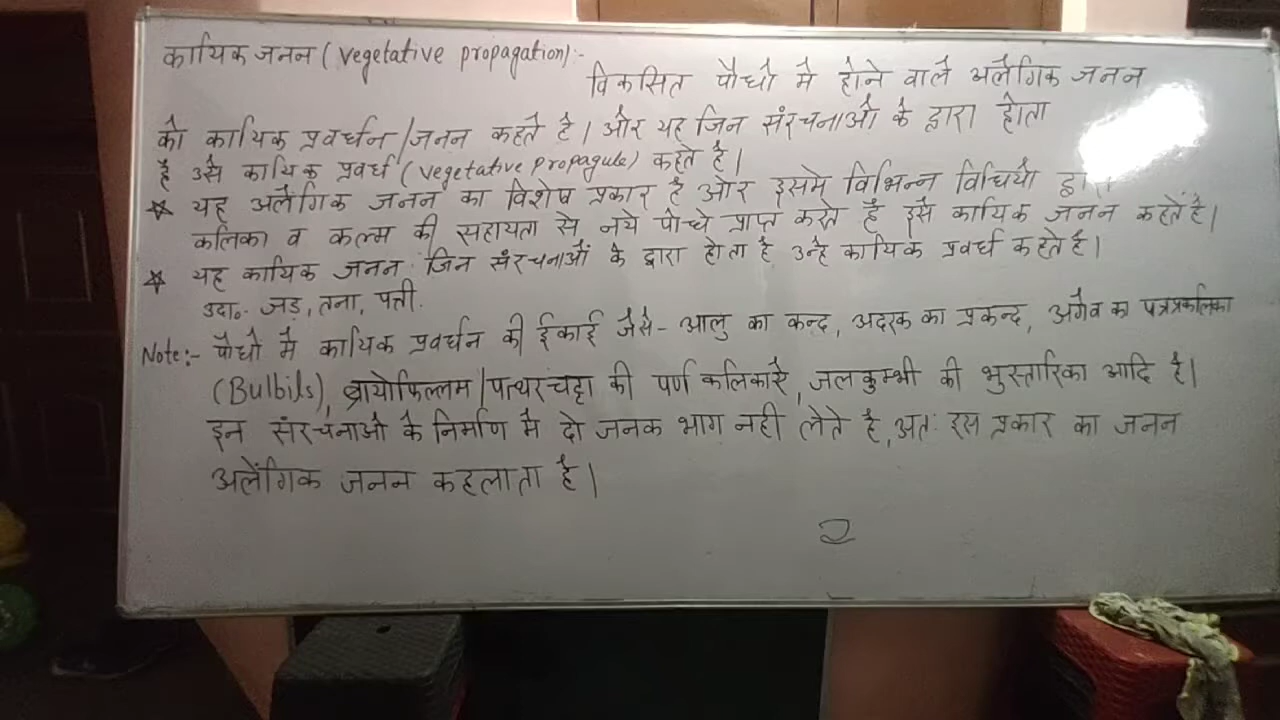 कायिक जनन (vegetative propagation):-
विकसित पौधो मे होने वाले अलैगिक जनन
को कायिक प्रवर्धन / जनन कहते है। और यह जिन संरचनाओ के द्वारा होता
है उसे कायिक प्रवर्ध (vegetative propagule) कहते है।
☆ यह अलैगिक जनन का विशेष प्रकार है और इसमे विभिन्न विधियो द्वारा
कलिका व कल्म की सहायता से नये पौध्धे प्राप्त करते है इसे कायिक जनन कहतें है।
☆ यह कायिक जनन जिन संरचनाओं के द्वारा होता है उन्हे कायिक प्रवर्ध कहते है।
उदा०- जड़, तना, पत्ती.
Note:- पौधो मै कायिक प्रवर्धन की ईकाई जैसे- आलु का कन्द, अदरक का प्रकन्द, अगैव का पत्रप्रकलिका
(Bulbils), ब्रायोफिल्लम / पत्थरचट्टा की पर्ण कलिकारे, जलकुम्भी की भुस्तारिका आदि है।
इन संरचनाओ के निर्माण मै दो जनक भाग नही लेते है, अतः इस प्रकार का जनन
अलेंगिक जनन कहलाता है।
2